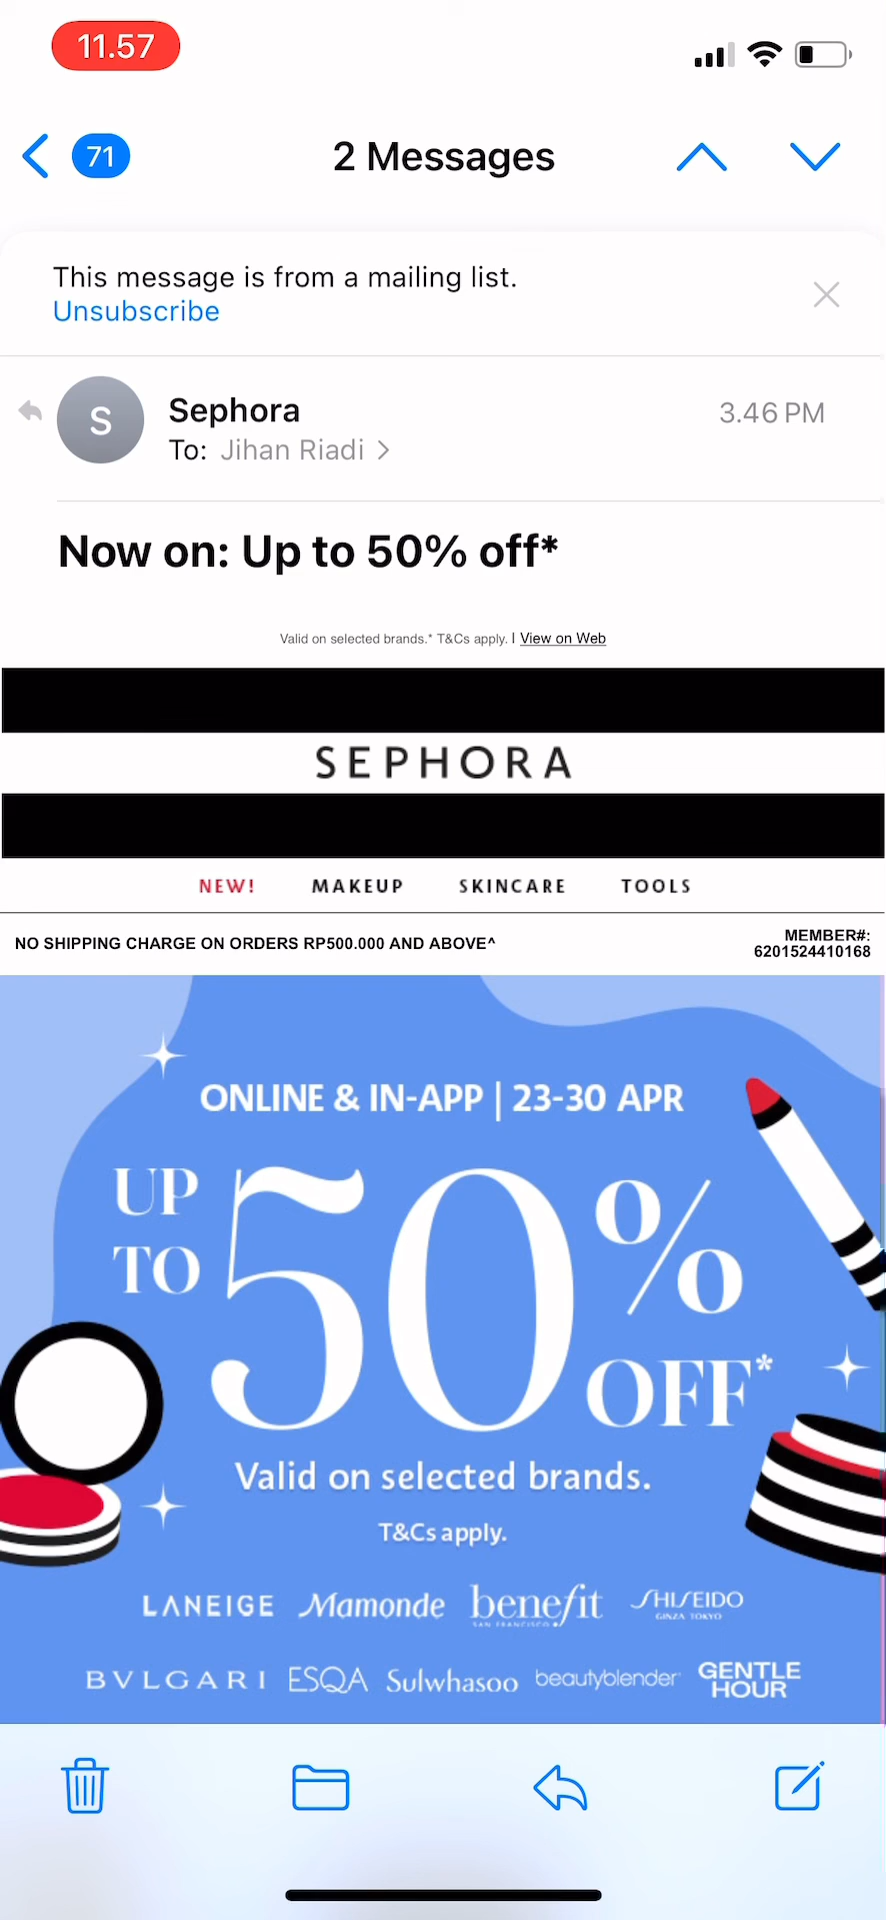 11.57
71
2 Messages
This message is from a mailing list.
Unsubscribe
S
Sephora
3.46 PM
To: Jihan Riadi
Now on: Up to 50% off*
Valid on selected brands.* T&Cs apply. | View on Web
SEPHORA
NEW! MAKEUP SKINCARE TOOLS
NO SHIPPING CHARGE ON ORDERS RP500.000 AND ABOVE^
MEMBER#:
6201524410168
ONLINE & IN-APP | 23-30 APR
UP TO 50% OFF*
Valid on selected brands.
T&Cs apply.
LANEIGE Mamonde benefit SAN FRANCISCO SHISEIDO GINZA TOKYO
BVLGARI ESQA Sulwhasoo beautyblender GENTLE HOUR